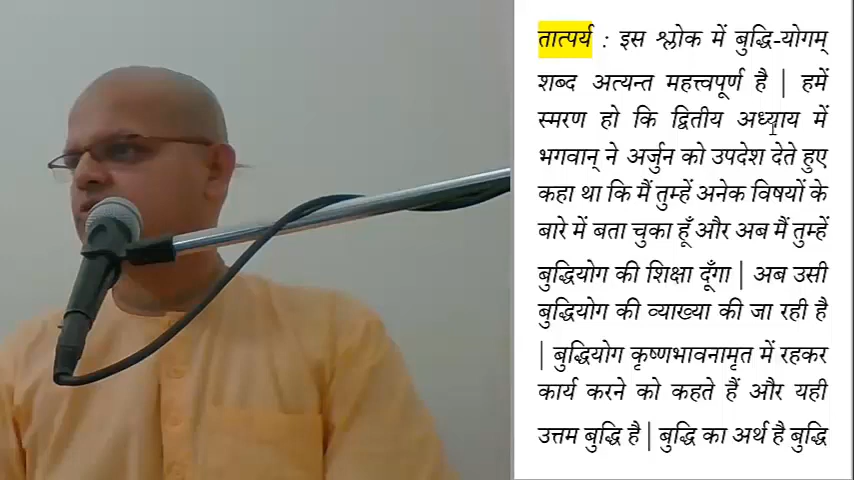 तात्पर्य : इस श्लोक में बुद्धि-योगम्
शब्द अत्यन्त महत्त्वपूर्ण है | हमें
स्मरण हो कि द्वितीय अध्याय में
भगवान् ने अर्जुन को उपदेश देते हुए
कहा था कि मैं तुम्हें अनेक विषयों के
बारे में बता चुका हूँ और अब मैं तुम्हें
बुद्धियोग की शिक्षा दूँगा | अब उसी
बुद्धियोग की व्याख्या की जा रही है
| बुद्धियोग कृष्णभावनामृत में रहकर
कार्य करने को कहते हैं और यही
उत्तम बुद्धि है | बुद्धि का अर्थ है बुद्धि